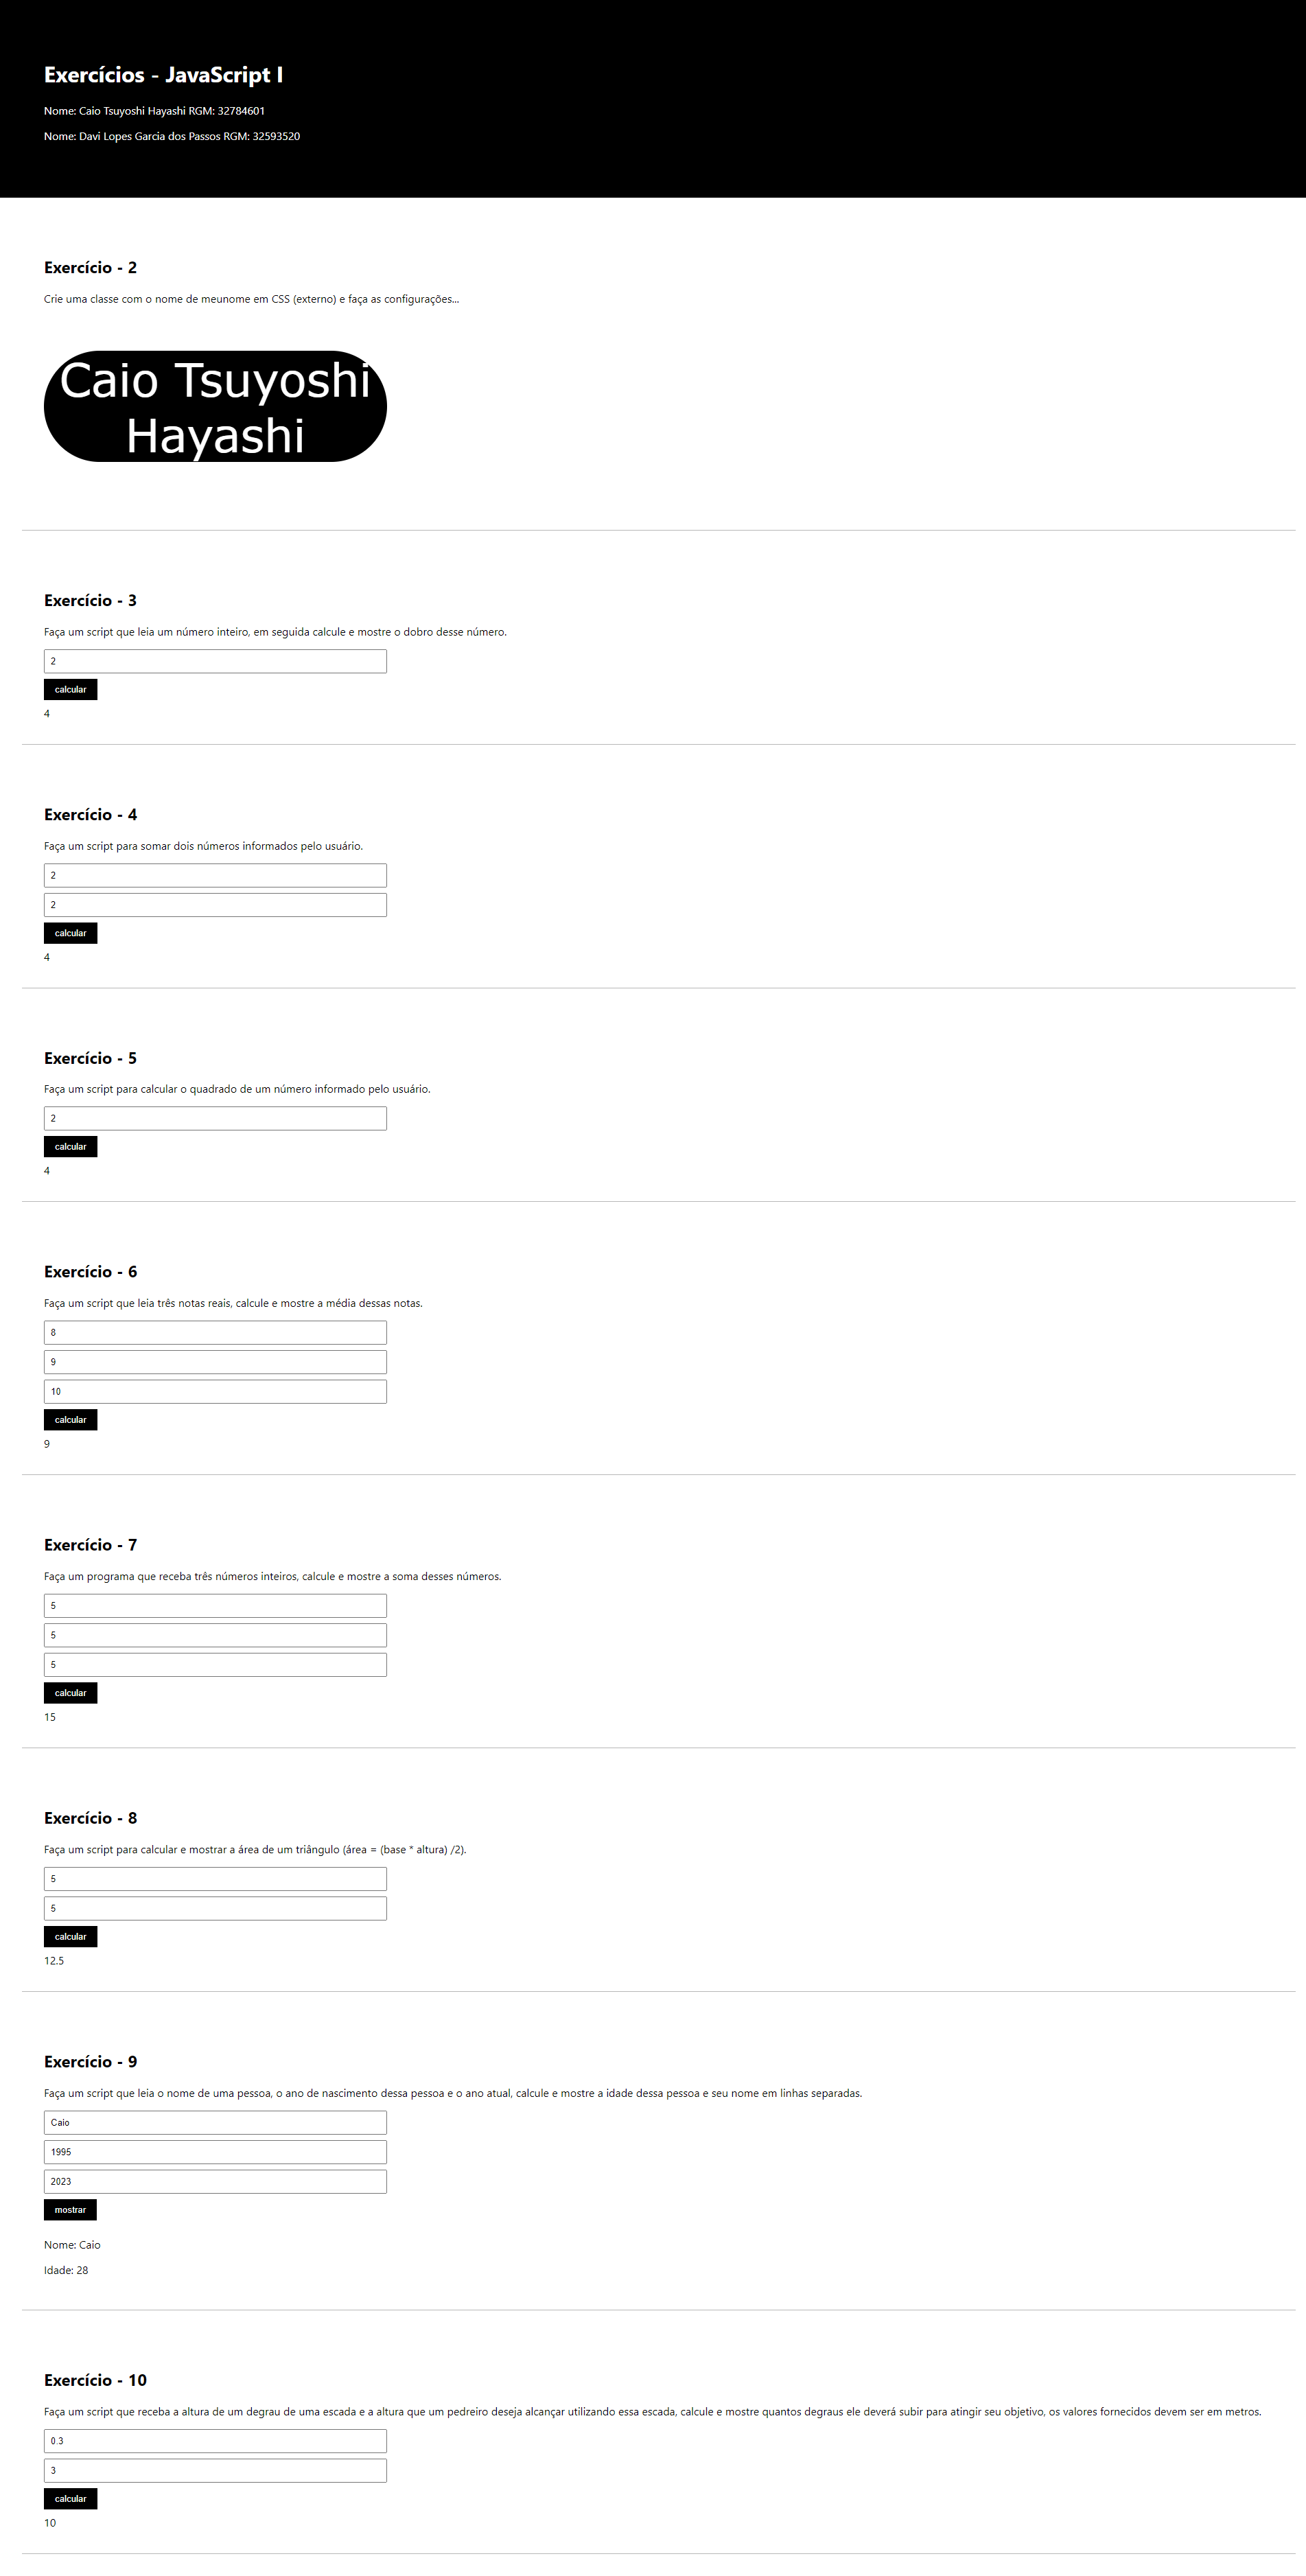 Exercícios - JavaScript I
Nome: Caio Tsuyoshi Hayashi RGM: 32784601
Nome: Davi Lopes Garcia dos Passos RGM: 32593520
Exercício - 2
Crie uma classe com o nome de meunome em CSS (externo) e faça as configurações...
Caio Tsuyoshi
Hayashi
Exercício - 3
Faça um script que leia um número inteiro, em seguida calcule e mostre o dobro desse número.
2
calcular
4
Exercício - 4
Faça um script para somar dois números informados pelo usuário.
2
2
calcular
4
Exercício - 5
Faça um script para calcular o quadrado de um número informado pelo usuário.
2
calcular
4
Exercício - 6
Faça um script que leia três notas reais, calcule e mostre a média dessas notas.
8
9
10
calcular
9
Exercício - 7
Faça um programa que receba três números inteiros, calcule e mostre a soma desses números.
5
5
5
calcular
15
Exercício - 8
Faça um script para calcular e mostrar a área de um triângulo (área = (base * altura) /2).
5
5
calcular
12.5
Exercício - 9
Faça um script que leia o nome de uma pessoa, o ano de nascimento dessa pessoa e o ano atual, calcule e mostre a idade dessa pessoa e seu nome em linhas separadas.
Caio
1995
2023
mostrar
Nome: Caio
Idade: 28
Exercício - 10
Faça um script que receba a altura de um degrau de uma escada e a altura que um pedreiro deseja alcançar utilizando essa escada, calcule e mostre quantos degraus ele deverá subir para atingir seu objetivo, os valores fornecidos devem ser em metros.
0.3
3
calcular
10